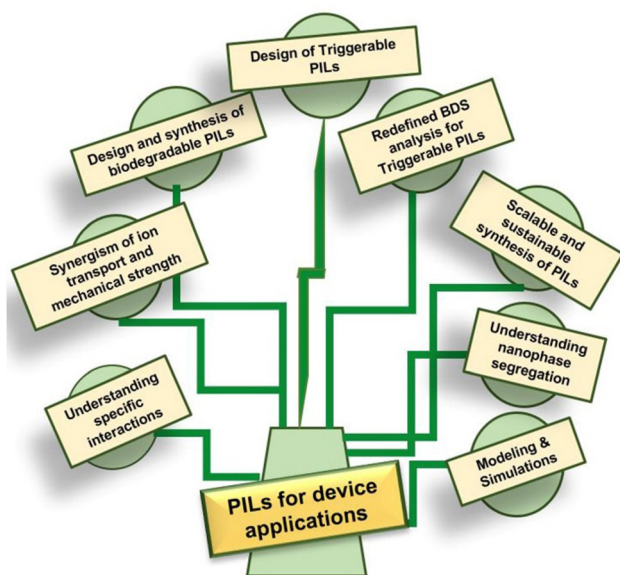 Design of Triggerable
PILs
Design and synthesis of
biodegradable PILs
Redefined BDS
analysis for
Triggerable PILs
Synergism of ion
transport and
mechanical strength
Scalable and
sustainable
synthesis of PILs
Understanding
specific
interactions
Understanding
nanophase
segregation
Modeling &
Simulations
PILs for device
applications